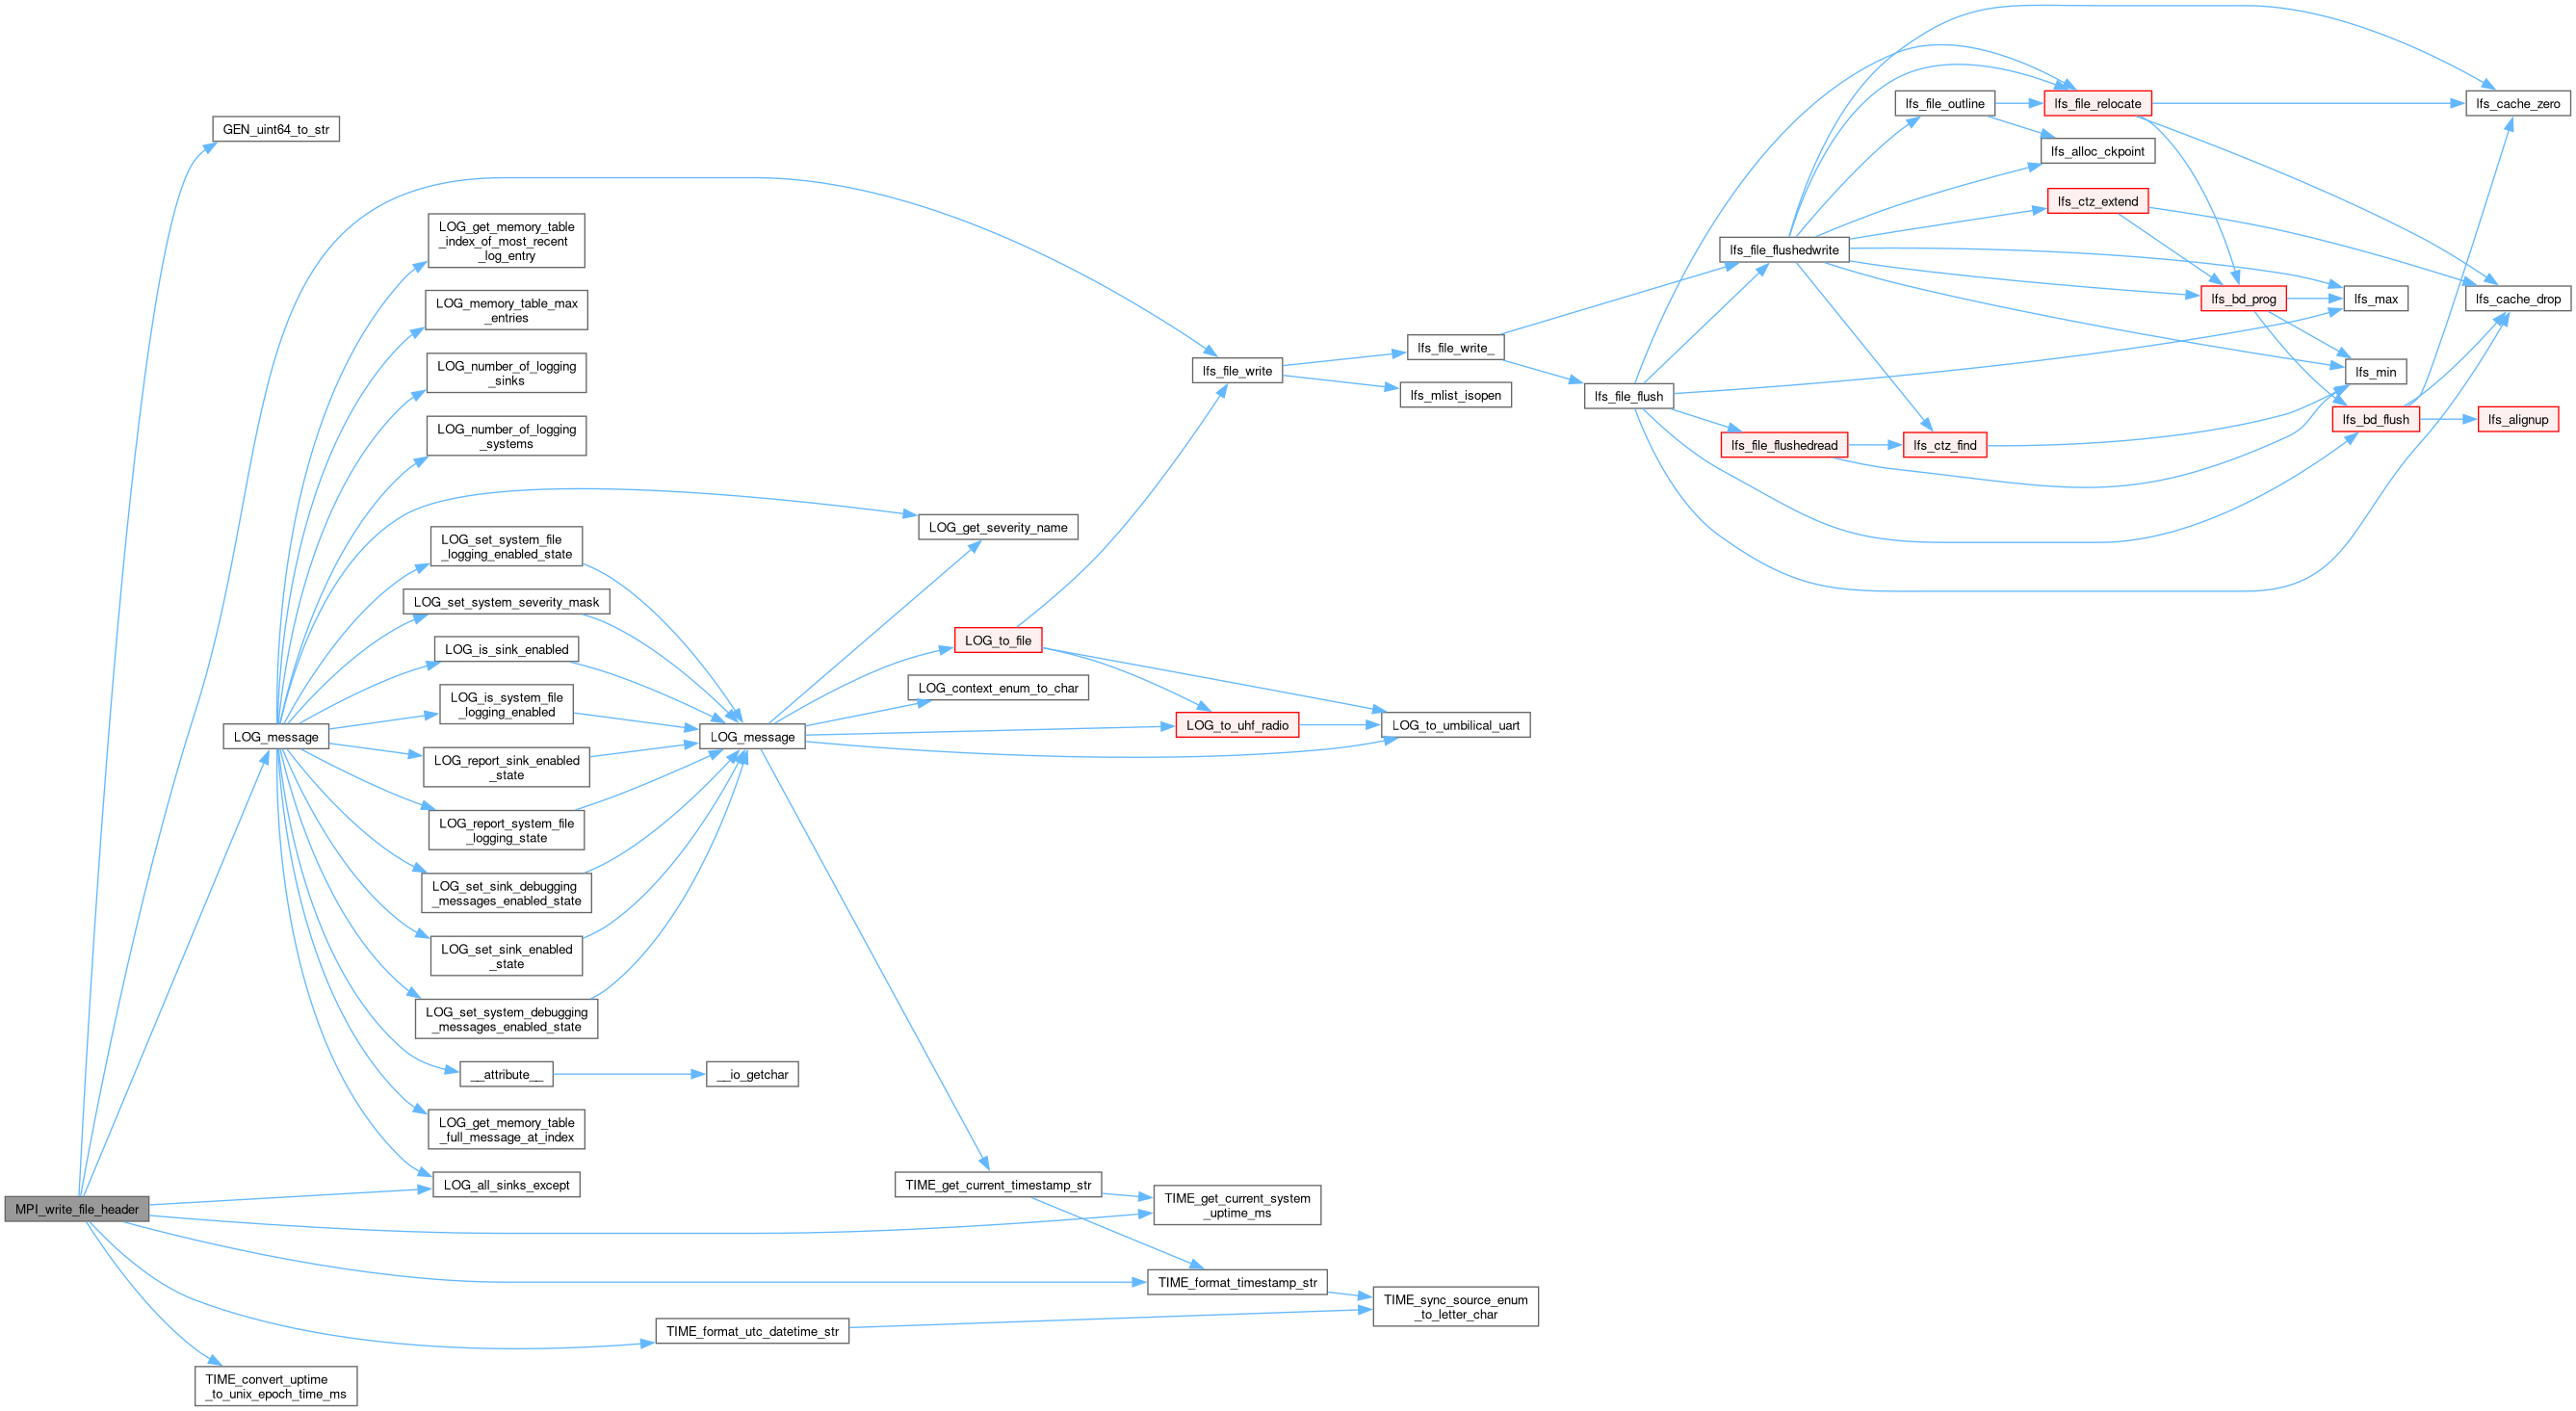 MPI_write_file_header
GEN_uint64_to_str
LOG_message
LOG_get_memory_table
_index_of_most_recent
_log_entry
LOG_memory_table_max
_entries
LOG_number_of_logging
_sinks
LOG_number_of_logging
_systems
LOG_set_system_file
_logging_enabled_state
LOG_set_system_severity_mask
LOG_is_sink_enabled
LOG_is_system_file
_logging_enabled
LOG_report_sink_enabled
_state
LOG_report_system_file
_logging_state
LOG_set_sink_debugging
_messages_enabled_state
LOG_set_sink_enabled
_state
LOG_set_system_debugging
_messages_enabled_state
__attribute__
__io_getchar
LOG_get_memory_table
_full_message_at_index
LOG_all_sinks_except
LOG_message
LOG_get_severity_name
LOG_to_file
LOG_context_enum_to_char
LOG_to_uhf_radio
LOG_to_umbilical_uart
TIME_get_current_timestamp_str
TIME_get_current_system
_uptime_ms
TIME_format_timestamp_str
TIME_sync_source_enum
_to_letter_char
TIME_format_utc_datetime_str
TIME_convert_uptime
_to_unix_epoch_time_ms
lfs_file_write
lfs_file_write_
lfs_mlist_isopen
lfs_file_flush
lfs_file_flushedwrite
lfs_file_flushedread
lfs_file_outline
lfs_file_relocate
lfs_alloc_ckpoint
lfs_ctz_extend
lfs_ctz_find
lfs_bd_prog
lfs_max
lfs_min
lfs_bd_flush
lfs_cache_zero
lfs_cache_drop
lfs_alignup